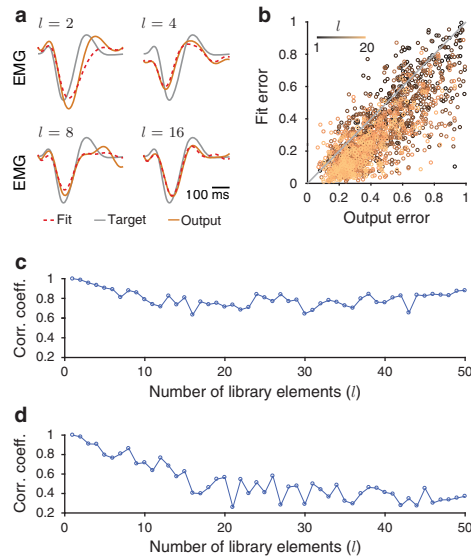 a
l = 2
l = 4
EMG
l = 8
l = 16
EMG
100 ms
Fit
Target
Output
b
l
1
20
1
0.8
0.6
0.4
0.2
0
Fit error
0 0.2 0.4 0.6 0.8 1
Output error
c
Corr. coeff.
1
0.8
0.6
0.4
0.2
0 10 20 30 40 50
Number of library elements (l)
d
Corr. coeff.
1
0.8
0.6
0.4
0.2
0 10 20 30 40 50
Number of library elements (l)